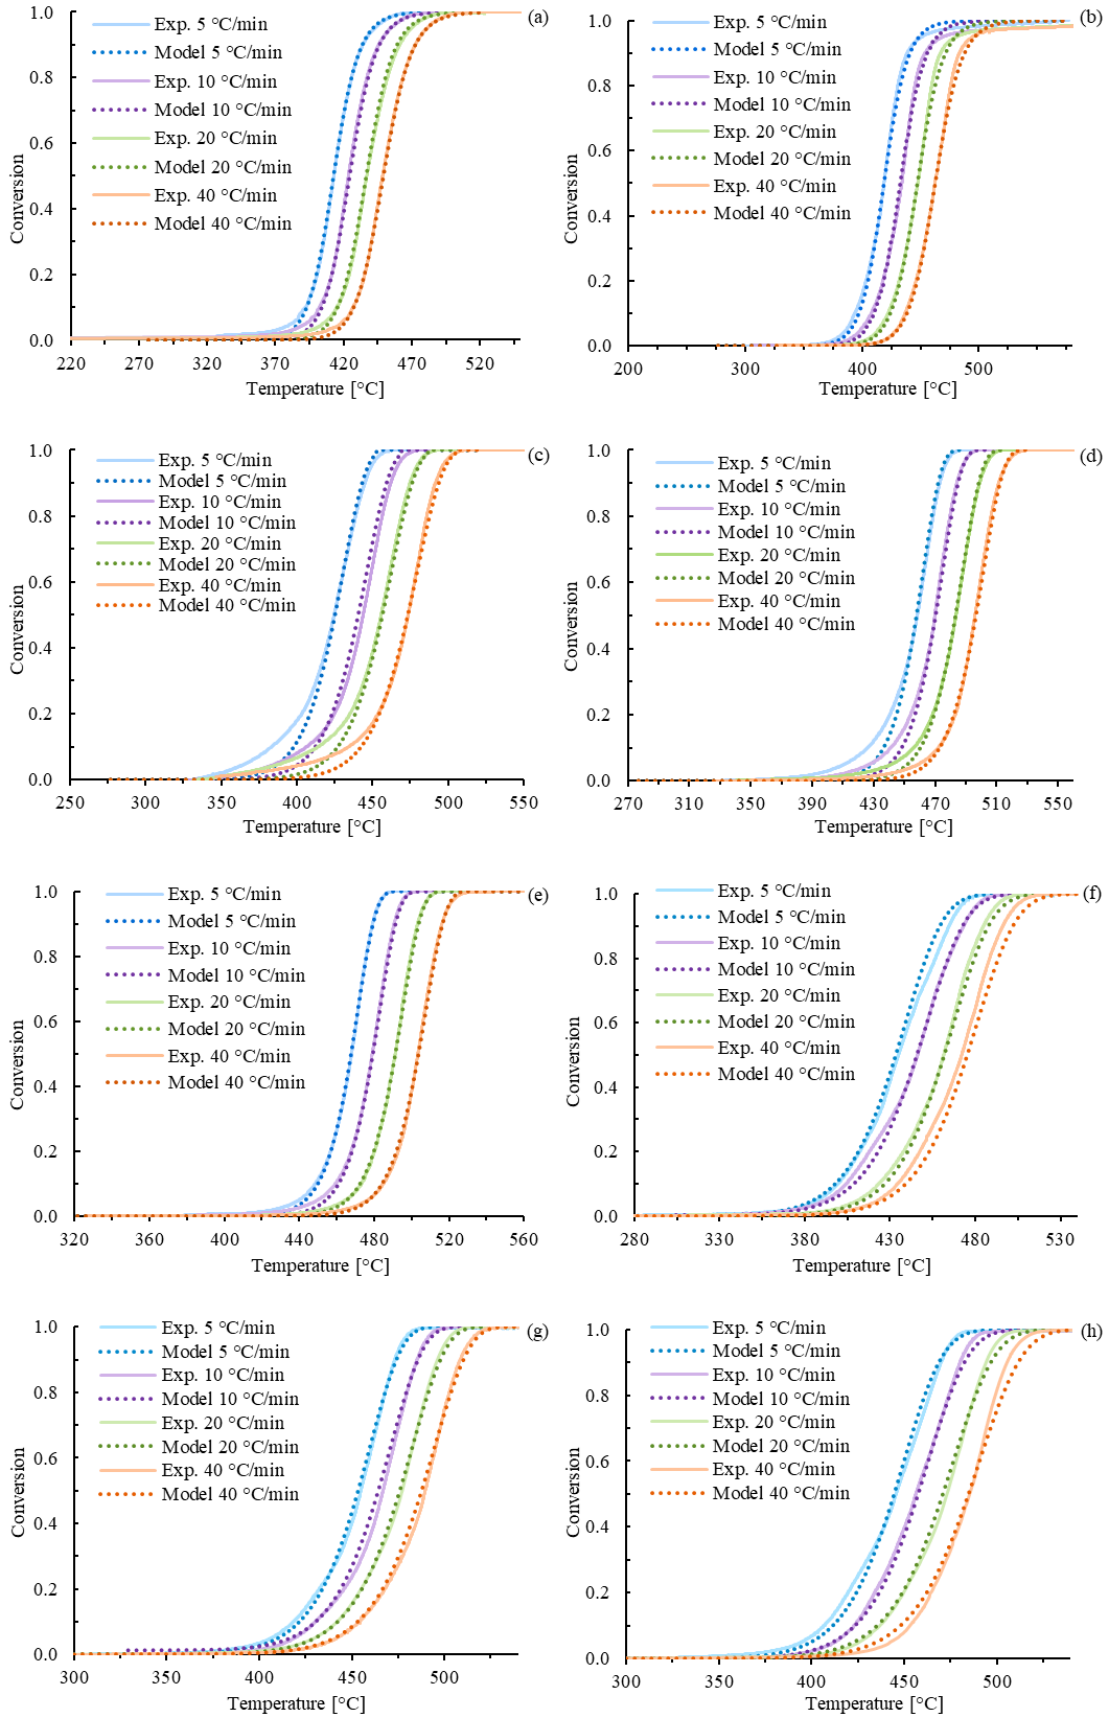 (a)
Exp. 5 °C/min
Model 5 °C/min
Exp. 10 °C/min
Model 10 °C/min
Exp. 20 °C/min
Model 20 °C/min
Exp. 40 °C/min
Model 40 °C/min
Conversion
1.0
0.8
0.6
0.4
0.2
0.0
220 270 320 370 420 470 520
Temperature [°C]
(b)
Exp. 5 °C/min
Model 5 °C/min
Exp. 10 °C/min
Model 10 °C/min
Exp. 20 °C/min
Model 20 °C/min
Exp. 40 °C/min
Model 40 °C/min
Conversion
1.0
0.8
0.6
0.4
0.2
0.0
200 300 400 500
Temperature [°C]
(c)
Exp. 5 °C/min
Model 5 °C/min
Exp. 10 °C/min
Model 10 °C/min
Exp. 20 °C/min
Model 20 °C/min
Exp. 40 °C/min
Model 40 °C/min
Conversion
1.0
0.8
0.6
0.4
0.2
0.0
250 300 350 400 450 500 550
Temperature [°C]
(d)
Exp. 5 °C/min
Model 5 °C/min
Exp. 10 °C/min
Model 10 °C/min
Exp. 20 °C/min
Model 20 °C/min
Exp. 40 °C/min
Model 40 °C/min
Conversion
1.0
0.8
0.6
0.4
0.2
0.0
270 310 350 390 430 470 510 550
Temperature [°C]
(e)
Exp. 5 °C/min
Model 5 °C/min
Exp. 10 °C/min
Model 10 °C/min
Exp. 20 °C/min
Model 20 °C/min
Exp. 40 °C/min
Model 40 °C/min
Conversion
1.0
0.8
0.6
0.4
0.2
0.0
320 360 400 440 480 520 560
Temperature [°C]
(f)
Exp. 5 °C/min
Model 5 °C/min
Exp. 10 °C/min
Model 10 °C/min
Exp. 20 °C/min
Model 20 °C/min
Exp. 40 °C/min
Model 40 °C/min
Conversion
1.0
0.8
0.6
0.4
0.2
0.0
280 330 380 430 480 530
Temperature [°C]
(g)
Exp. 5 °C/min
Model 5 °C/min
Exp. 10 °C/min
Model 10 °C/min
Exp. 20 °C/min
Model 20 °C/min
Exp. 40 °C/min
Model 40 °C/min
Conversion
1.0
0.8
0.6
0.4
0.2
0.0
300 350 400 450 500
Temperature [°C]
(h)
Exp. 5 °C/min
Model 5 °C/min
Exp. 10 °C/min
Model 10 °C/min
Exp. 20 °C/min
Model 20 °C/min
Exp. 40 °C/min
Model 40 °C/min
Conversion
1.0
0.8
0.6
0.4
0.2
0.0
300 350 400 450 500
Temperature [°C]